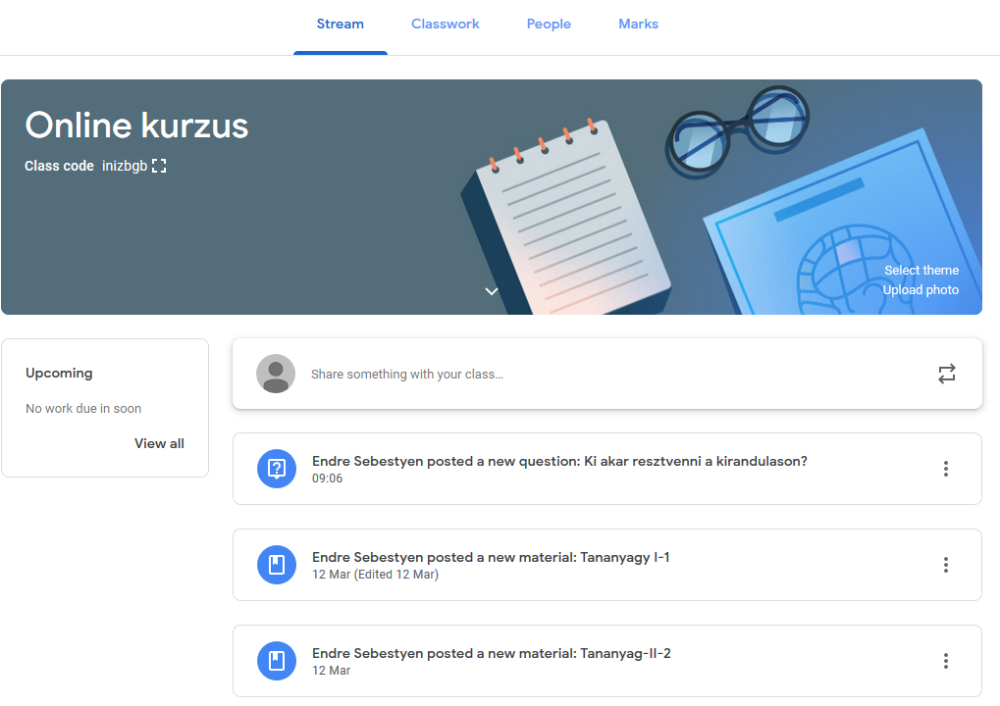 Stream Classwork People Marks
Online kurzus
Class code inizbgb
Select theme
Upload photo
Upcoming
No work due in soon
View all
Share something with your class...
Endre Sebestyen posted a new question: Ki akar resztvenni a kirandulason?
09:06
Endre Sebestyen posted a new material: Tananyagy I-1
12 Mar (Edited 12 Mar)
Endre Sebestyen posted a new material: Tananyag-II-2
12 Mar